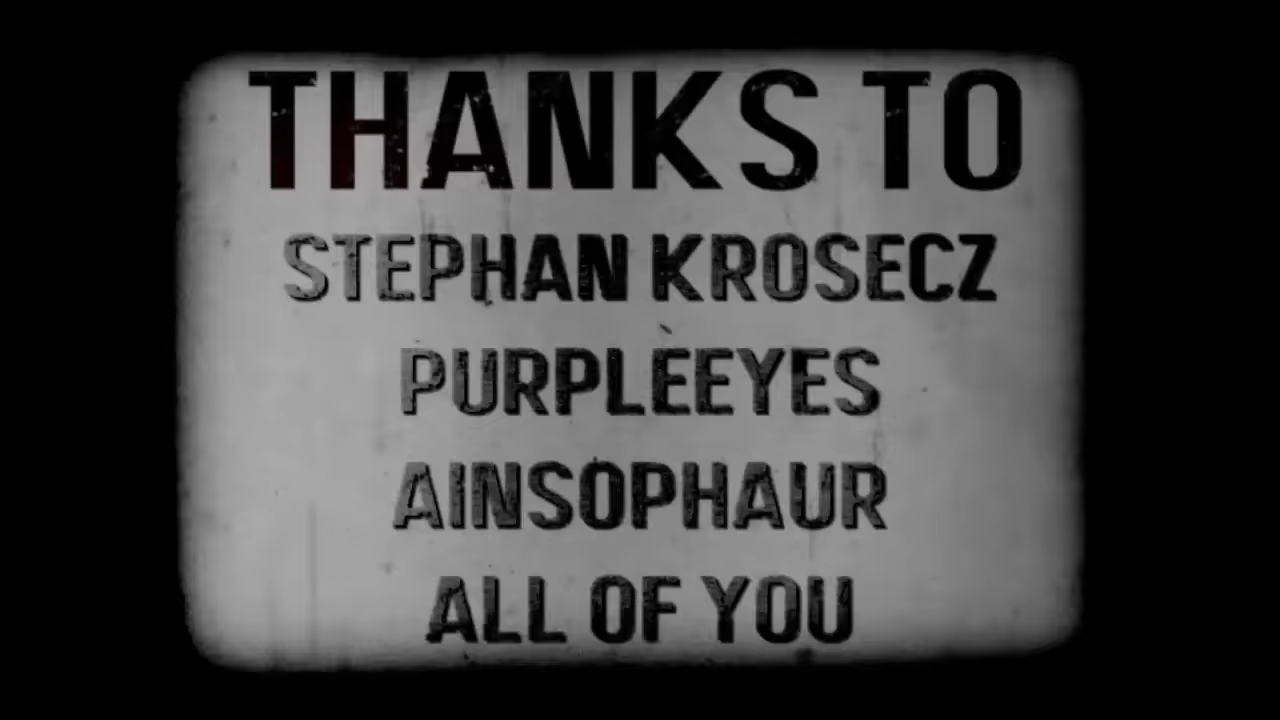 THANKS TO
STEPHAN KROSECZ
PURPLEEYES
AINSOPHAUR
ALL OF YOU